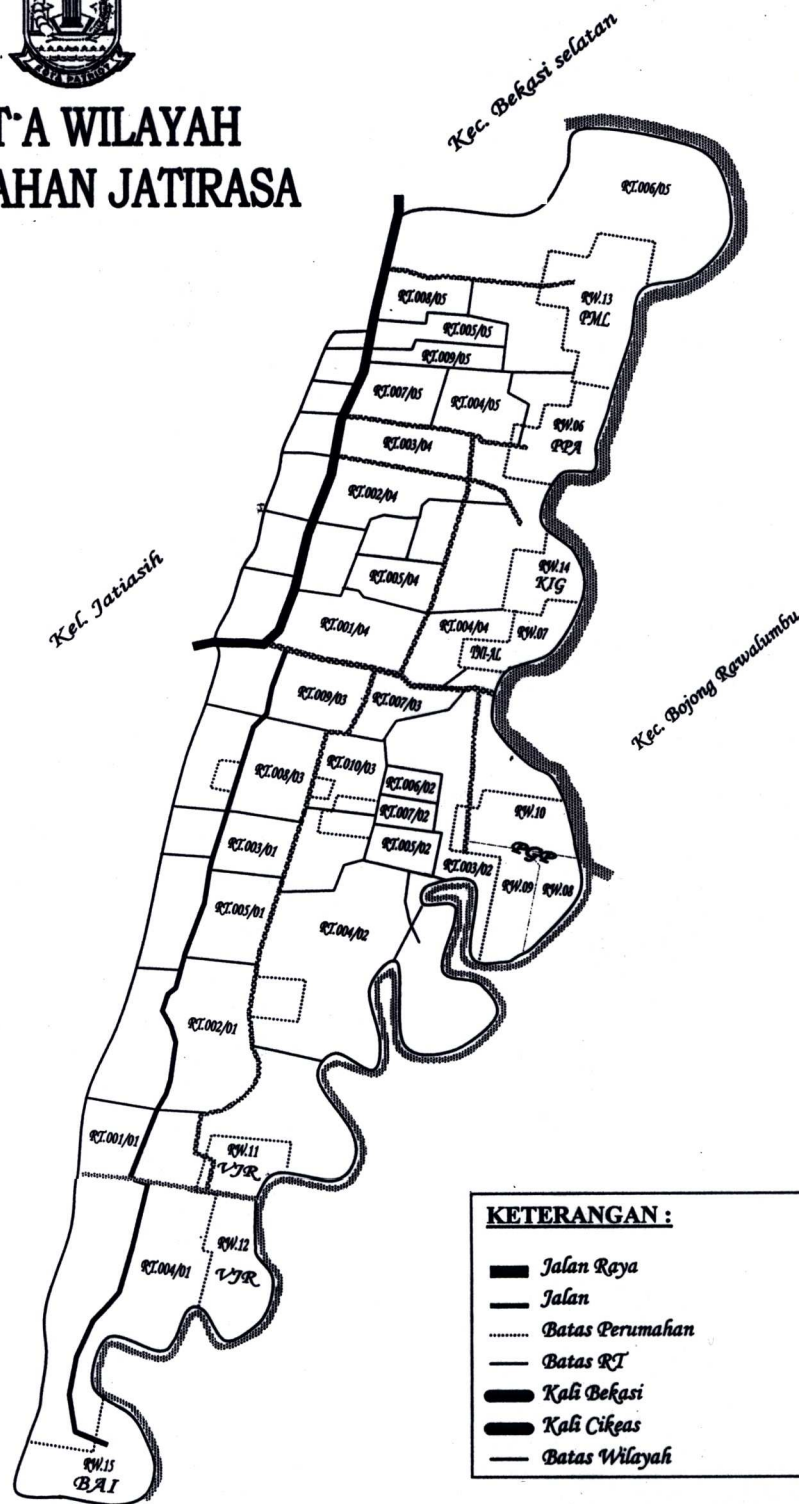 KOTA PATRIOT
T`A WILAYAH
AHAN JATIRASA
Kec. Bekasi selatan
RT.006/05
RW.13
PML
RT.008/05
RT.005/05
RT.009/05
RT.007/05
RT.004/05
RW.06
PPA
RT.003/04
RT.002/04
Kel. Jatiasih
RW.14
KIG
RT.005/04
RT.001/04
RT.004/04
RW.07
TNI-AL
Kec. Bojong Rawalumbu
RT.009/03
RT.007/03
RT.010/03
RT.008/03
RT.006/02
RT.007/02
RW.10
RT.003/01
RT.005/02
PGP
RT.003/02
RW.09
RW.08
RT.005/01
RT.004/02
RT.002/01
RT.001/01
RW.11
VJR
RW.12
VJR
RT.004/01
RW.15
BAI
KETERANGAN :
Jalan Raya
Jalan
Batas Perumahan
Batas RT
Kali Bekasi
Kali Cikeas
Batas Wilayah